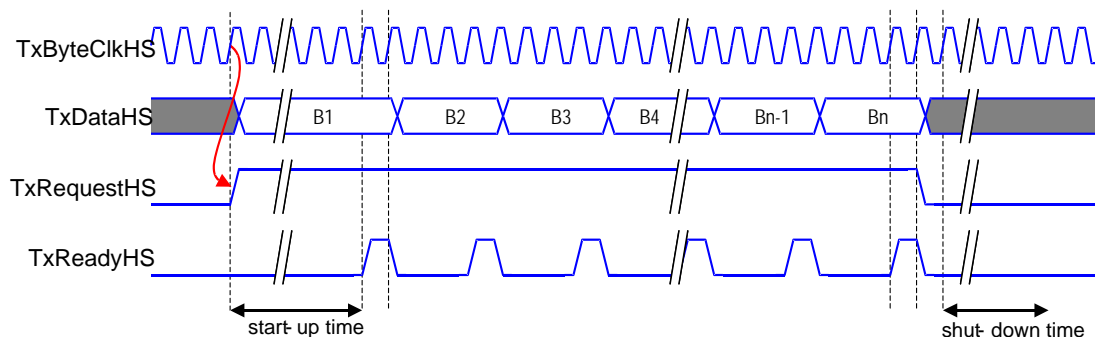 TxByteClkHS
TxDataHS
B1 B2 B3 B4 Bn-1 Bn
TxRequestHS
TxReadyHS
start- up time
shut- down time